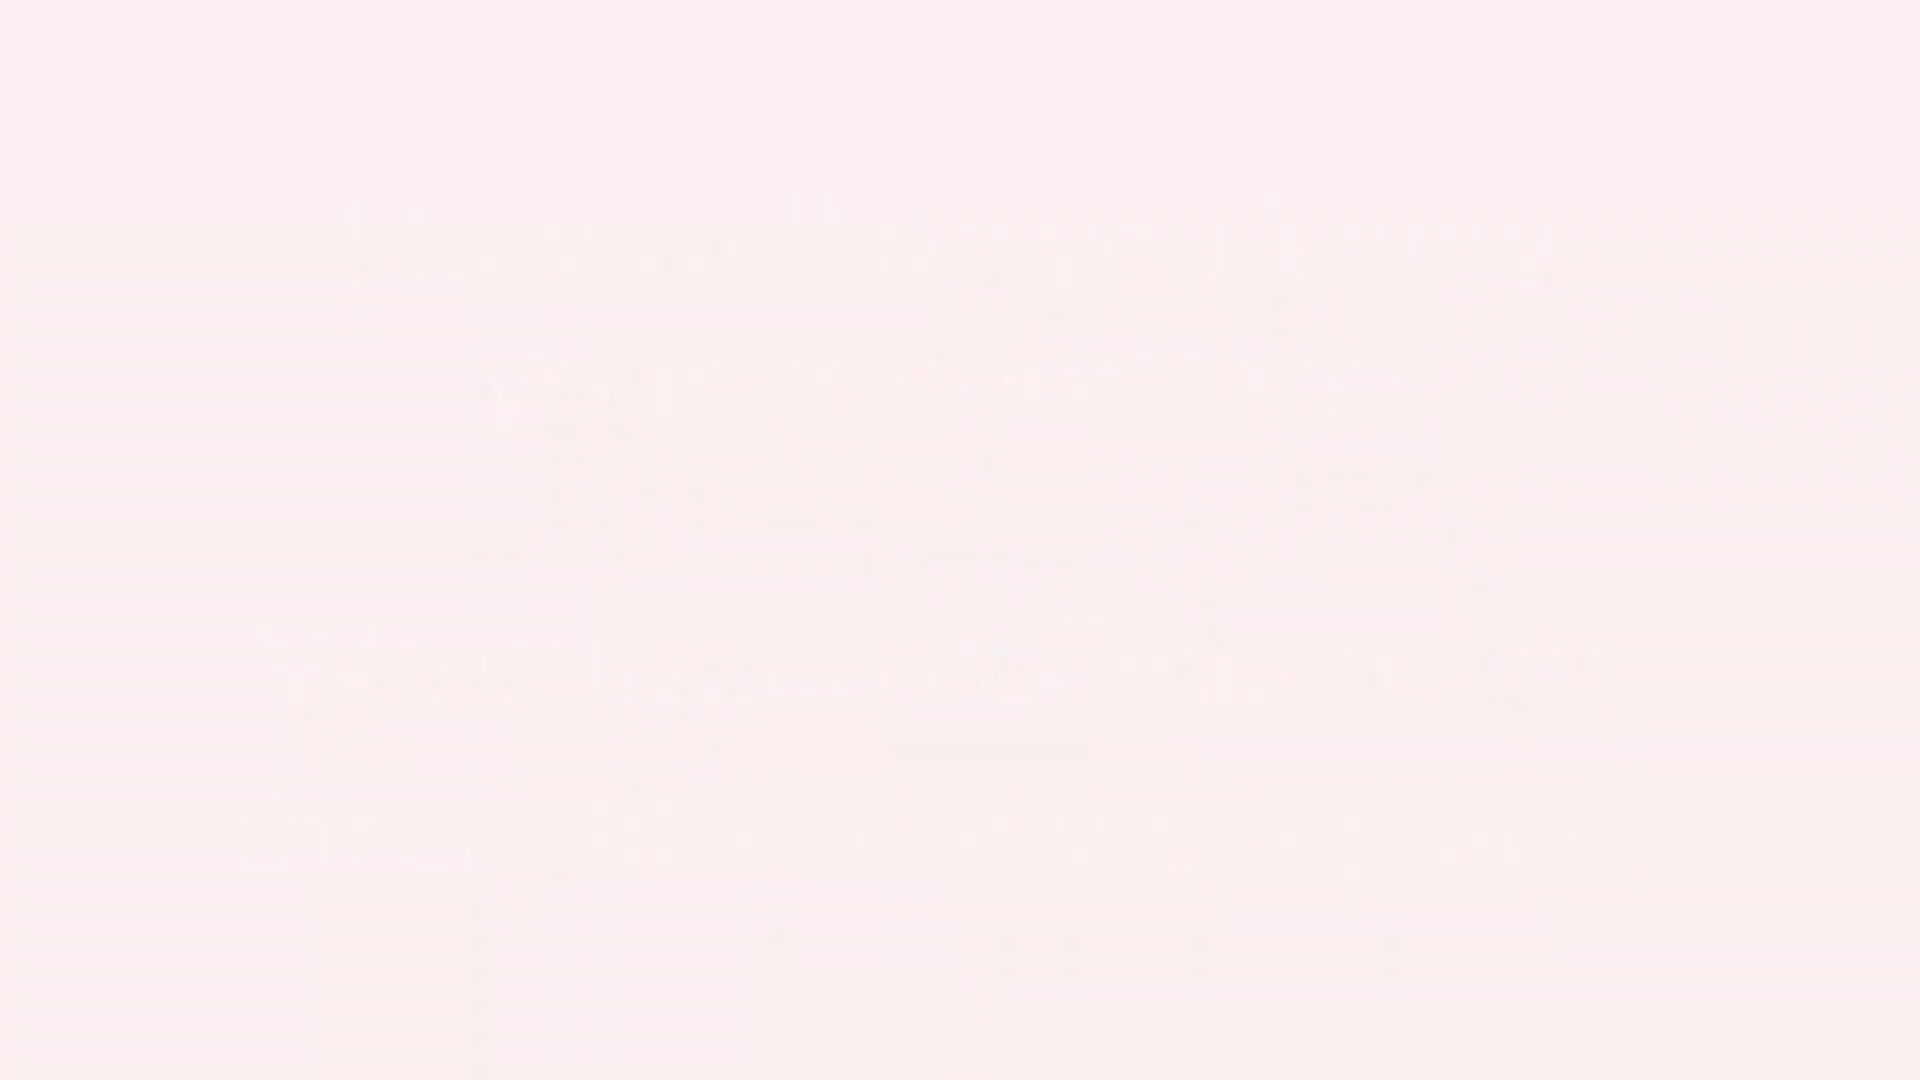 How well do you know
your co-workers?
We quizzed colleagues in
three different workplaces